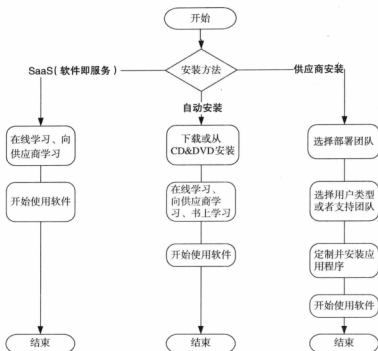 开始
安装方法
SaaS(软件即服务)
供应商安装
自动安装
在线学习、向
供应商学习
下载或从
CD&DVD安装
选择部署团队
开始使用软件
在线学习、
向供应商学
习、书上学习
选择用户类型
或者支持团队
开始使用软件
定制并安装应
用程序
开始使用软件
结束
结束
结束